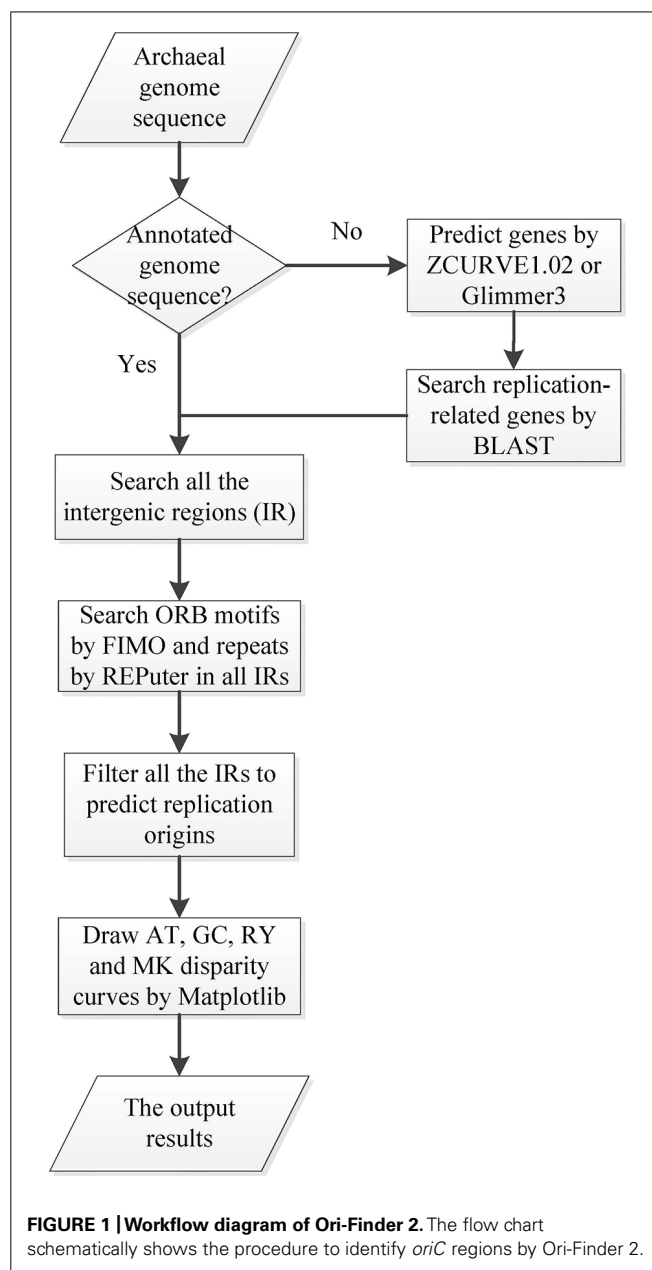 Archaeal
genome
sequence
Annotated
genome
sequence?
No
Predict genes by
ZCURVE1.02 or
Glimmer3
Yes
Search replication-
related genes by
BLAST
Search all the
intergenic regions (IR)
Search ORB motifs
by FIMO and repeats
by REPuter in all IRs
Filter all the IRs to
predict replication
origins
Draw AT, GC, RY
and MK disparity
curves by Matplotlib
The output
results
FIGURE 1 | Workflow diagram of Ori-Finder 2. The flow chart
schematically shows the procedure to identify oriC regions by Ori-Finder 2.